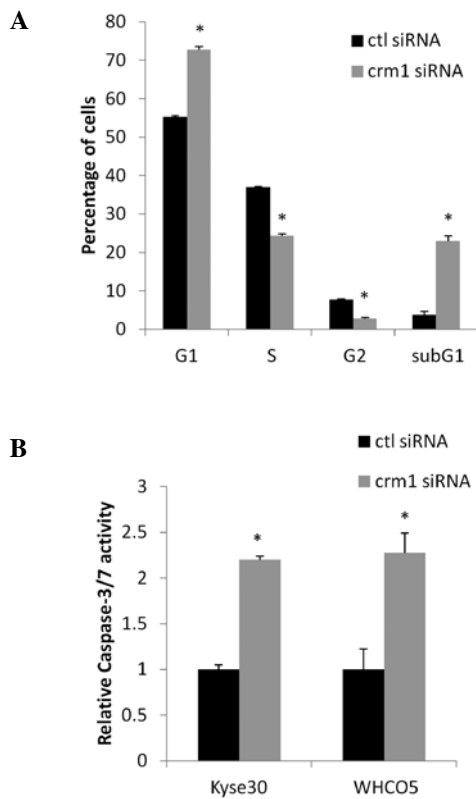 A
ctl siRNA
crm1 siRNA
Percentage of cells
80
70
60
50
40
30
20
10
0
*
*
*
*
G1 S G2 subG1
B
ctl siRNA
crm1 siRNA
Relative Caspase-3/7 activity
3
2.5
2
1.5
1
0.5
0
*
*
Kyse30 WHCO5